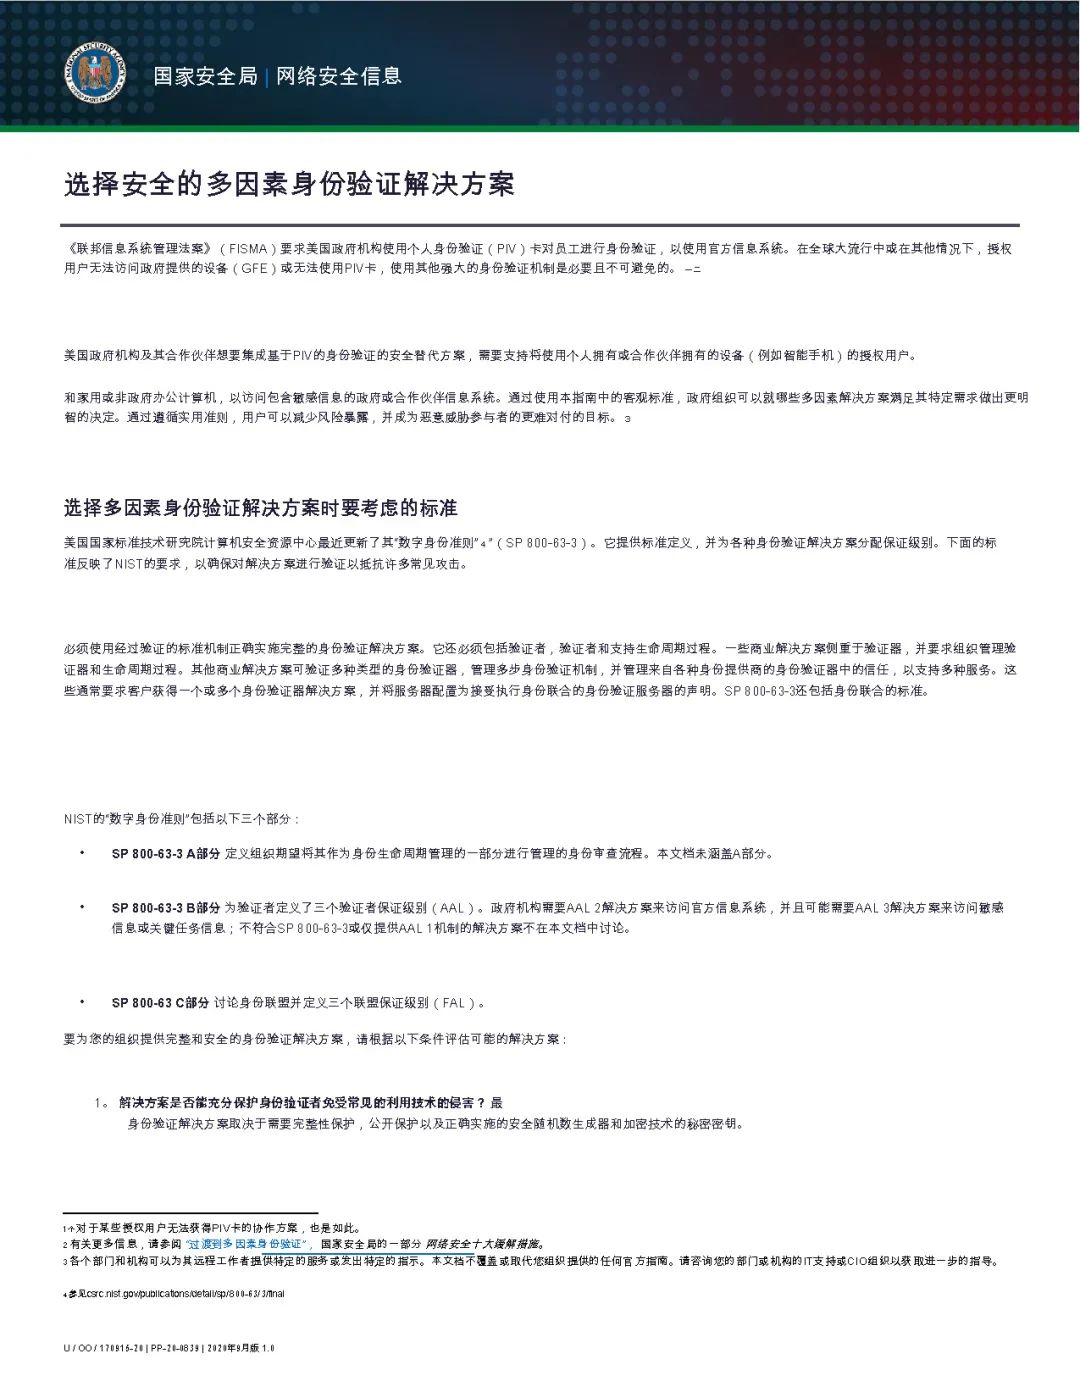 NATIONAL SECURITY AGENCY
UNITED STATES OF AMERICA
国家安全局 | 网络安全信息
选择安全的多因素身份验证解决方案
《联邦信息系统管理法案》（FISMA）要求美国政府机构使用个人身份验证（PIV）卡对员工进行身份验证，以使用官方信息系统。在全球大流行中或在其他情况下，授权
用户无法访问政府提供的设备（GFE）或无法使用PIV卡，使用其他强大的身份验证机制是必要且不可避免的。 一二
美国政府机构及其合作伙伴想要集成基于PIV的身份验证的安全替代方案，需要支持将使用个人拥有或合作伙伴拥有的设备（例如智能手机）的授权用户。
和家用或非政府办公计算机，以访问包含敏感信息的政府或合作伙伴信息系统。通过使用本指南中的客观标准，政府组织可以就哪些多因素解决方案满足其特定需求做出更明
智的决定。通过遵循实用准则，用户可以减少风险暴露，并成为恶意威胁参与者的更难对付的目标。 3
选择多因素身份验证解决方案时要考虑的标准
美国国家标准技术研究院计算机安全资源中心最近更新了其“数字身份准则” 4 ”（SP 800-63-3）。它提供标准定义，并为各种身份验证解决方案分配保证级别。下面的标
准反映了NIST的要求，以确保对解决方案进行验证以抵抗许多常见攻击。
必须使用经过验证的标准机制正确实施完整的身份验证解决方案。它还必须包括验证者，验证者和支持生命周期过程。一些商业解决方案侧重于验证器，并要求组织管理验
证器和生命周期过程。其他商业解决方案可验证多种类型的身份验证器，管理多步身份验证机制，并管理来自各种身份提供商的身份验证器中的信任，以支持多种服务。这
些通常要求客户获得一个或多个身份验证器解决方案，并将服务器配置为接受执行身份联合的身份验证服务器的声明。SP 800-63-3还包括身份联合的标准。
NIST的“数字身份准则”包括以下三个部分：
• SP 800-63-3 A部分 定义组织期望将其作为身份生命周期管理的一部分进行管理的身份审查流程。本文档未涵盖A部分。
• SP 800-63-3 B部分 为验证者定义了三个验证者保证级别（AAL）。政府机构需要AAL 2解决方案来访问官方信息系统，并且可能需要AAL 3解决方案来访问敏感
信息或关键任务信息；不符合SP 800-63-3或仅提供AAL 1机制的解决方案不在本文档中讨论。
• SP 800-63 C部分 讨论身份联盟并定义三个联盟保证级别（FAL）。
要为您的组织提供完整和安全的身份验证解决方案，请根据以下条件评估可能的解决方案：
1。 解决方案是否能充分保护身份验证者免受常见的利用技术的侵害？ 最
身份验证解决方案取决于需要完整性保护，公开保护以及正确实施的安全随机数生成器和加密技术的秘密密钥。
1个对于某些授权用户无法获得PIV卡的协作方案，也是如此。
2 有关更多信息，请参阅 “过渡到多因素身份验证”， 国家安全局的一部分 网络安全十大缓解措施。
3 各个部门和机构可以为其远程工作者提供特定的服务或发出特定的指示。本文档不覆盖或取代您组织提供的任何官方指南。请咨询您的部门或机构的IT支持或CIO组织以获取进一步的指导。
4 参见csrc.nist.gov/publications/detail/sp/800-63/3/final
U / OO / 170916-20 | PP-20-0839 | 2020年9月版 1.0